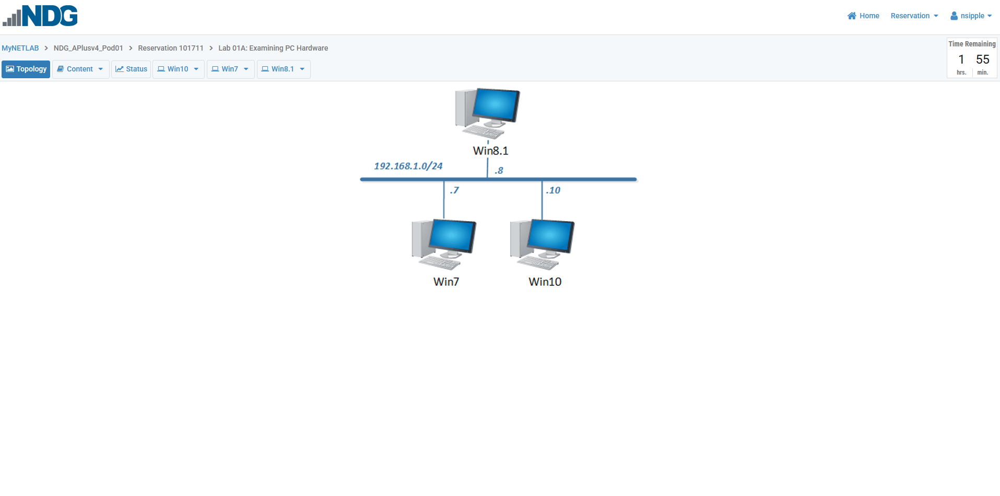 NDG
Home Reservation nsipple
MyNETLAB > NDG_APlusv4_Pod01 > Reservation 101711 > Lab 01A: Examining PC Hardware
Time Remaining
1 55
hrs. min.
Topology Content Status Win10 Win7 Win8.1
Win8.1
192.168.1.0/24
.8
.7 .10
Win7 Win10